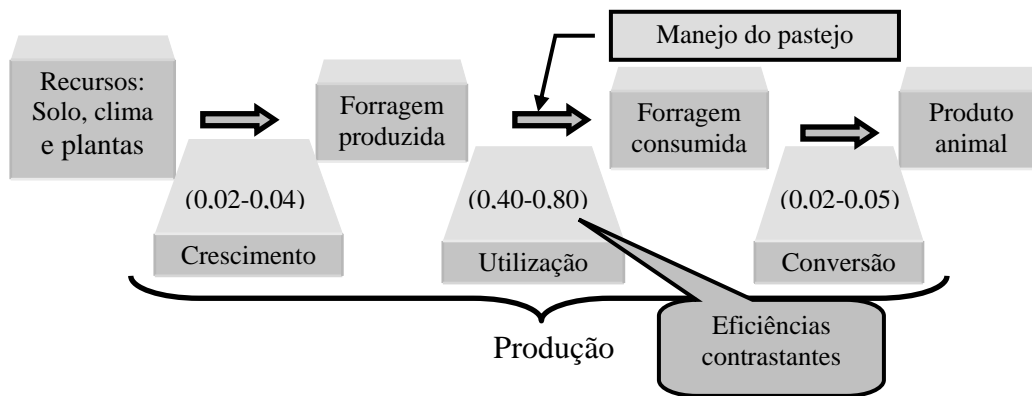 Manejo do pastejo
Recursos:
Solo, clima
e plantas
Forragem
produzida
Forragem
consumida
Produto
animal
(0,02-0,04)
(0,40-0,80)
(0,02-0,05)
Crescimento
Utilização
Conversão
Produção
Eficiências
contrastantes